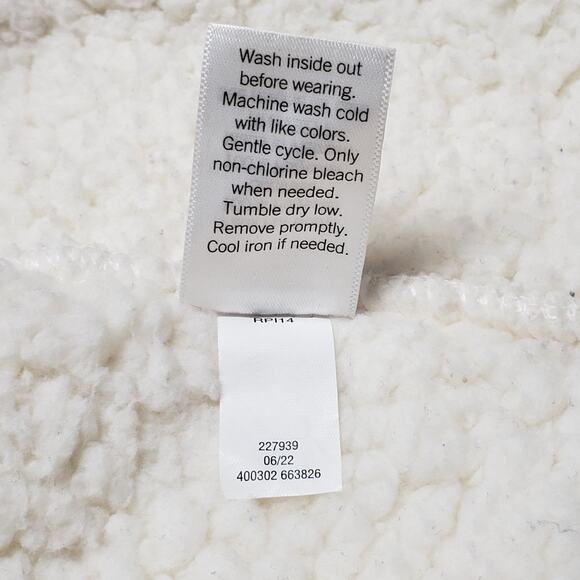 Wash inside out
before wearing.
Machine wash cold
with like colors.
Gentle cycle. Only
non-chlorine bleach
when needed.
Tumble dry low.
Remove promptly.
Cool iron if needed.
227939
06/22
400302 663826